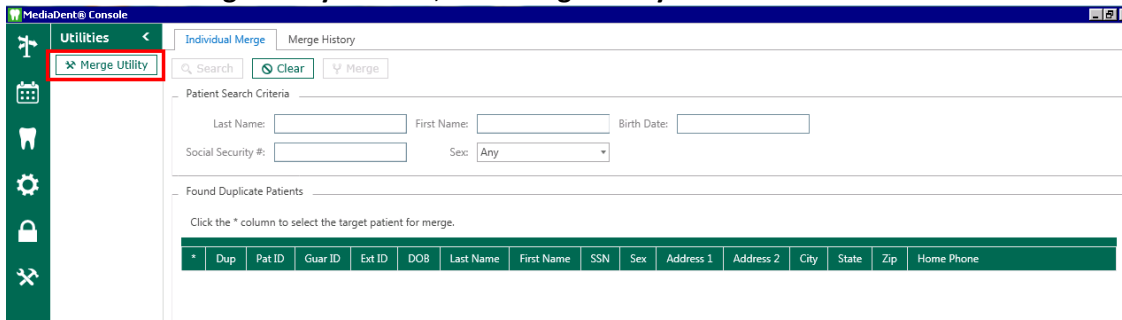 MediaDent® Console
Utilities <
Merge Utility
Individual Merge Merge History
Search Clear Merge
Patient Search Criteria
Last Name: First Name: Birth Date:
Social Security #: Sex: Any
Found Duplicate Patients
Click the * column to select the target patient for merge.
* Dup Pat ID Guar ID Ext ID DOB Last Name First Name SSN Sex Address 1 Address 2 City State Zip Home Phone